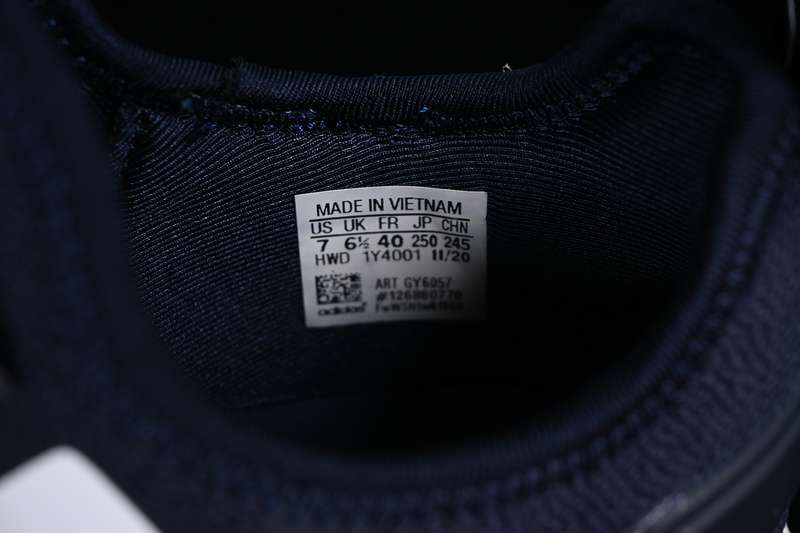 MADE IN VIETNAM
US UK FR JP CHN
7 6½ 40 250 245
HWD 1Y4001 11/20
ART GY6057
#126880770
adidas